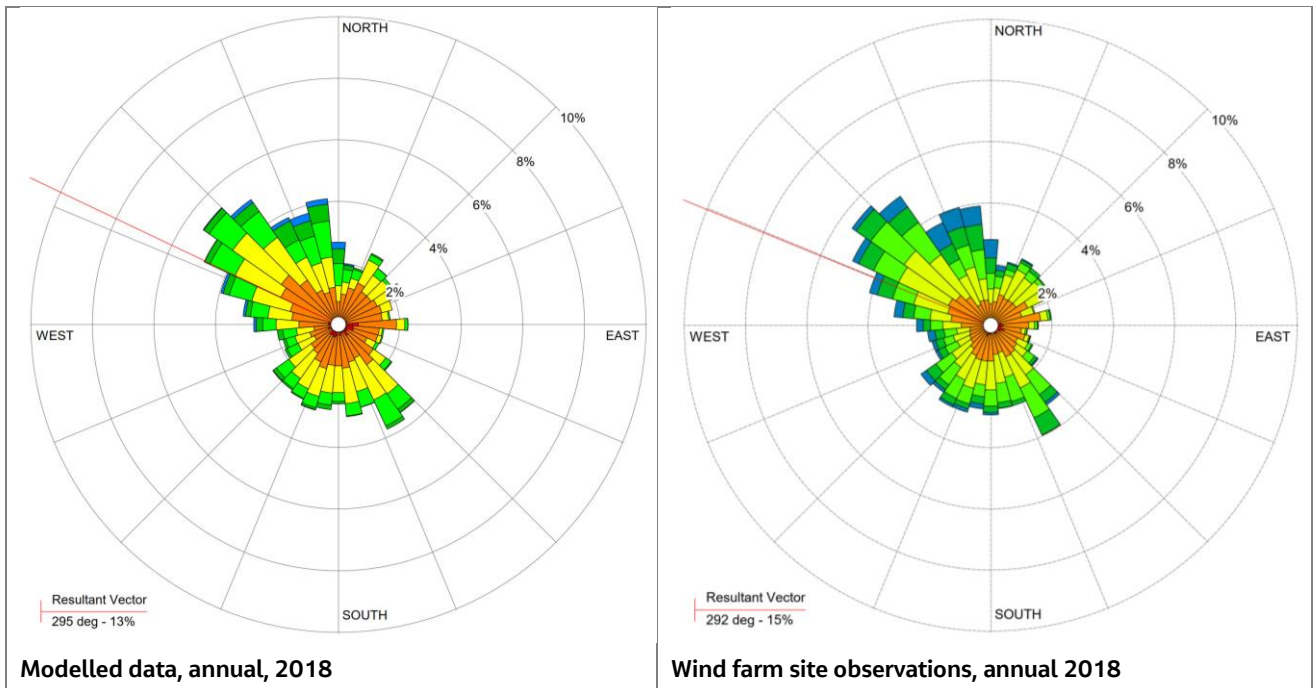 NORTH
10%
8%
6%
4%
2%
WEST
EAST
SOUTH
Resultant Vector
295 deg - 13%
Modelled data, annual, 2018
NORTH
10%
8%
6%
4%
2%
WEST
EAST
SOUTH
Resultant Vector
292 deg - 15%
Wind farm site observations, annual 2018